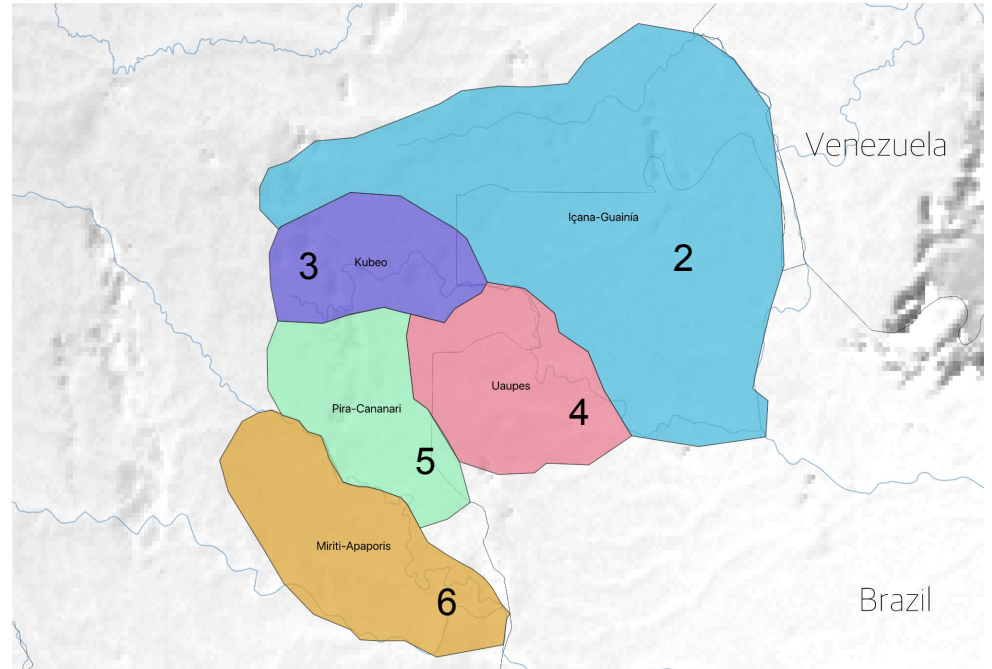 Venezuela
Içana-Guainía
2
3
Kubeo
Uaupes
4
Pira-Cananari
5
Miriti-Apaporis
6
Brazil